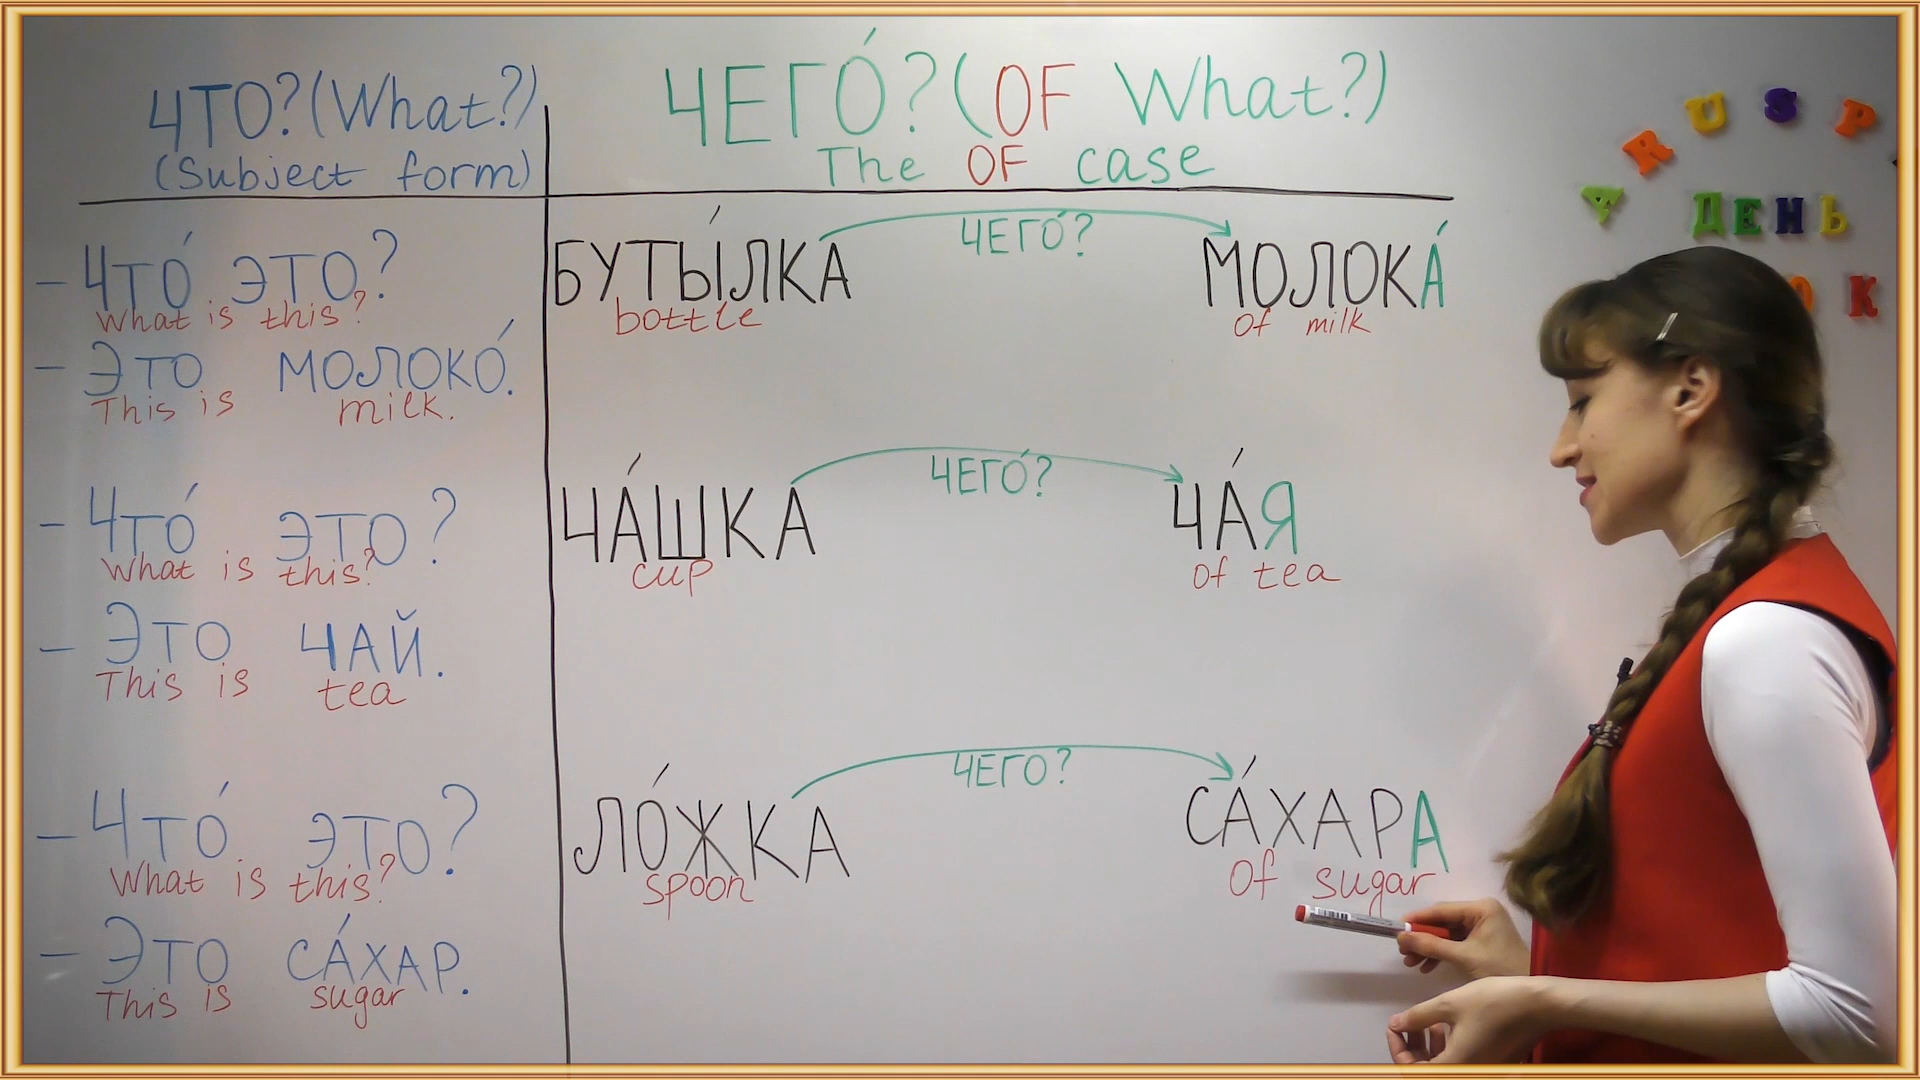 ЧТО? (What?)
(Subject form)
- ЧТО́ ЭТО?
What is this?
- ЭТО МОЛОКО́.
This is milk.
- ЧТО́ ЭТО?
What is this?
- ЭТО ЧАЙ.
This is tea
- ЧТО́ ЭТО?
What is this?
- ЭТО СА́ХАР.
This is sugar
ЧЕГО́? (OF What?)
The OF case
БУТЫ́ЛКА ЧЕГО́? МОЛОКА́
bottle of milk
ЧА́ШКА ЧЕГО́? ЧА́Я
cup of tea
ЛО́ЖКА ЧЕГО? СА́ХАРА
spoon Of sugar
R U S P
ДЕНЬ
О К